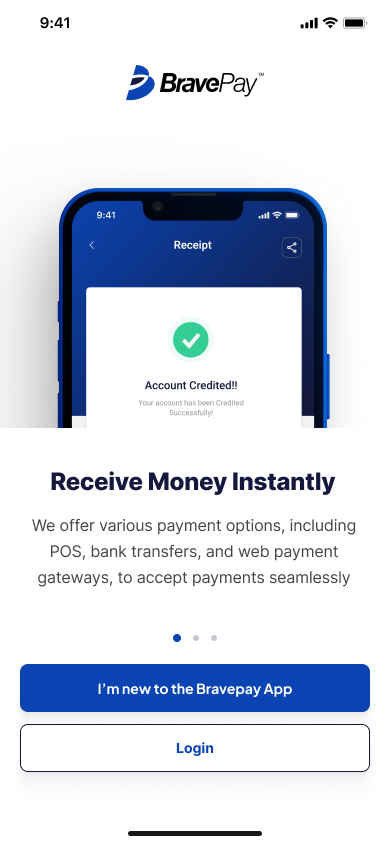 9:41
BravePay™
9:41
Receipt
Account Credited!!
Your account has been Credited
Successfully!
Receive Money Instantly
We offer various payment options, including
POS, bank transfers, and web payment
gateways, to accept payments seamlessly
I'm new to the Bravepay App
Login